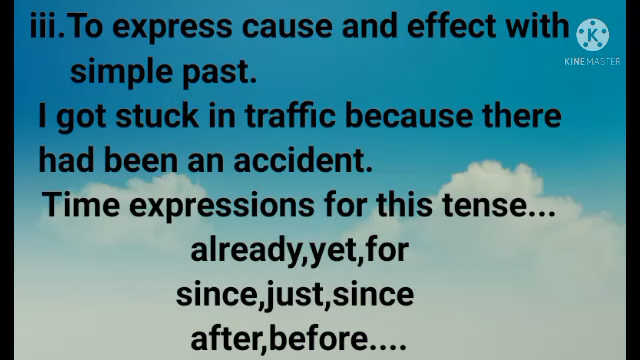 iii.To express cause and effect with
simple past.
I got stuck in traffic because there
had been an accident.
Time expressions for this tense...
already,yet,for
since,just,since
after,before....
K
KINEMASTER